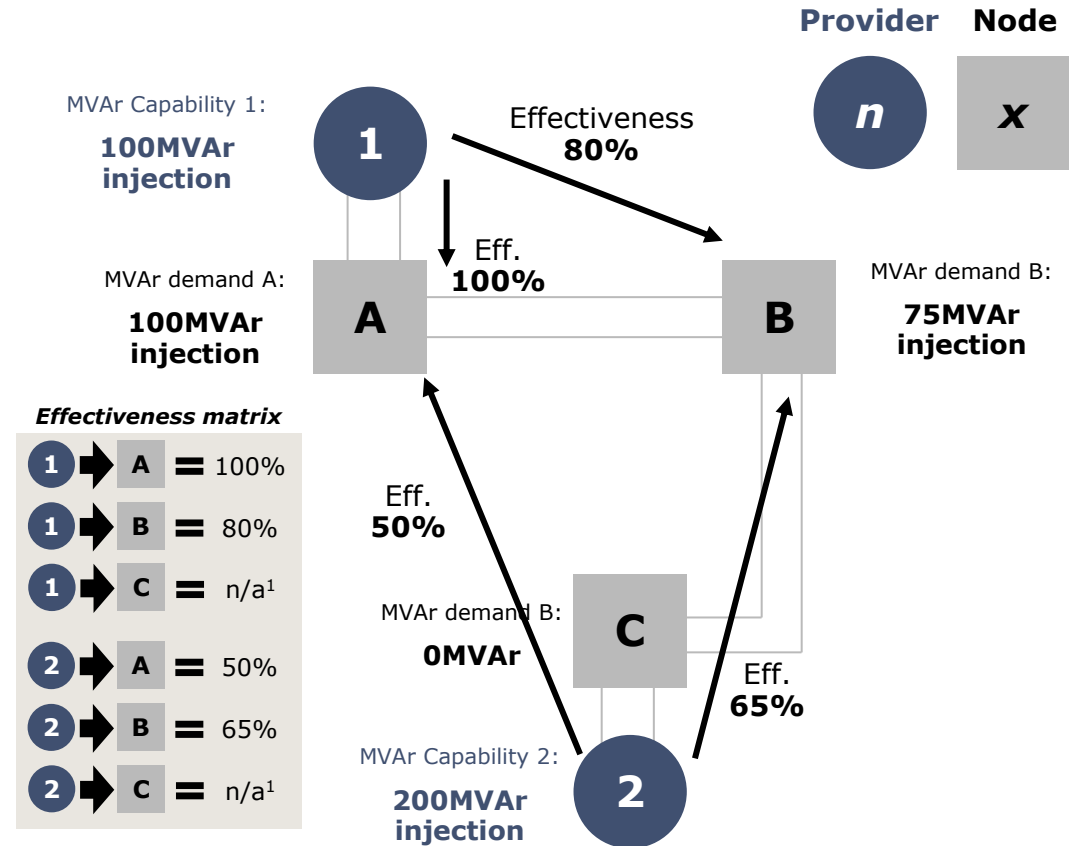 Provider Node
n x
MVAr Capability 1:
100MVAr
injection
1
Effectiveness
80%
Eff.
100%
MVAr demand A:
100MVAr
injection
A
B
MVAr demand B:
75MVAr
injection
Effectiveness matrix
1 A = 100%
1 B = 80%
1 C = n/a¹
2 A = 50%
2 B = 65%
2 C = n/a¹
Eff.
50%
MVAr demand B:
0MVAr
C
Eff.
65%
MVAr Capability 2:
200MVAr
injection
2